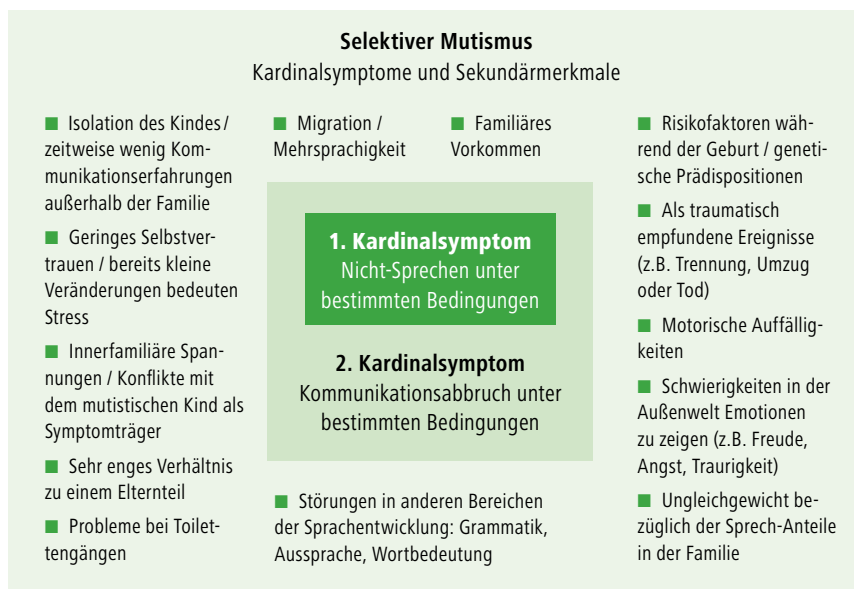 Selektiver Mutismus
Kardinalsymptome und Sekundärmerkmale
■ Isolation des Kindes /
zeitweise wenig Kom-
munikationserfahrungen
außerhalb der Familie
■ Geringes Selbstver-
trauen / bereits kleine
Veränderungen bedeuten
Stress
■ Innerfamiliäre Span-
nungen / Konflikte mit
dem mutistischen Kind als
Symptomträger
■ Sehr enges Verhältnis
zu einem Elternteil
■ Probleme bei Toilet-
tengängen
■ Migration /
Mehrsprachigkeit
■ Familiäres
Vorkommen
1. Kardinalsymptom
Nicht-Sprechen unter
bestimmten Bedingungen
2. Kardinalsymptom
Kommunikationsabbruch unter
bestimmten Bedingungen
■ Störungen in anderen Bereichen
der Sprachentwicklung: Grammatik,
Aussprache, Wortbedeutung
■ Risikofaktoren wäh-
rend der Geburt / geneti-
sche Prädispositionen
■ Als traumatisch
empfundene Ereignisse
(z.B. Trennung, Umzug
oder Tod)
■ Motorische Auffällig-
keiten
■ Schwierigkeiten in der
Außenwelt Emotionen
zu zeigen (z.B. Freude,
Angst, Traurigkeit)
■ Ungleichgewicht be-
züglich der Sprech-Anteile
in der Familie